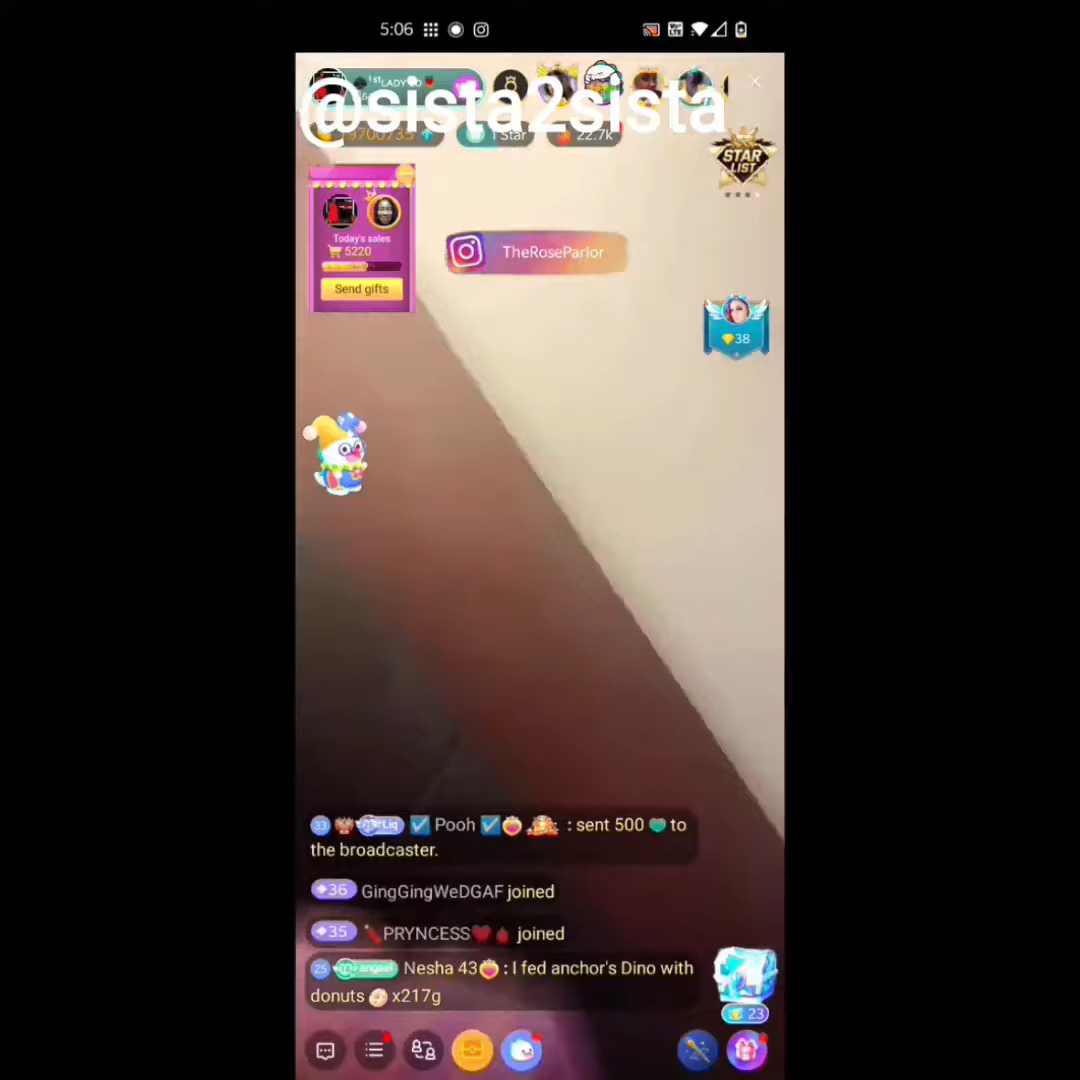 5:06
1ST LADY
@sista2sista
1 Star
22.7k
STAR
LIST
Today's sales
5220
Send gifts
TheRoseParlor
38
33 Pooh : sent 500 to
the broadcaster.
36 GingGingWeDGAF joined
35 PRYNCESS joined
25 Nesha 43 : I fed anchor's Dino with
donuts x217g
23